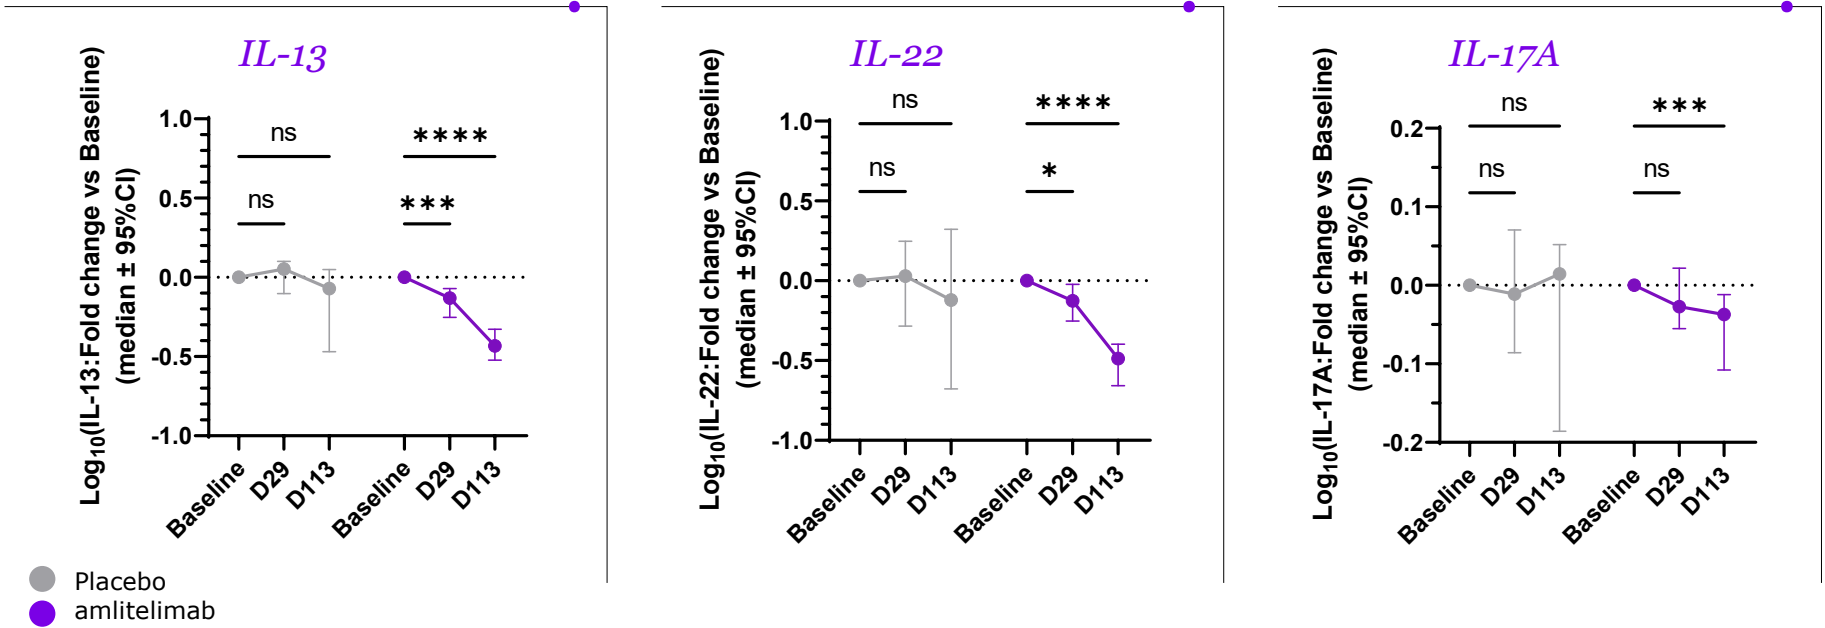 IL-13
Log10(IL-13:Fold change vs Baseline)
(median ± 95%CI)
1.0
0.5
0.0
-0.5
-1.0
ns
ns
****
***
Baseline
D29
D113
Baseline
D29
D113
IL-22
Log10(IL-22:Fold change vs Baseline)
(median ± 95%CI)
1.0
0.5
0.0
-0.5
-1.0
ns
ns
****
*
Baseline
D29
D113
Baseline
D29
D113
IL-17A
Log10(IL-17A:Fold change vs Baseline)
(median ± 95%CI)
0.2
0.1
0.0
-0.1
-0.2
ns
ns
***
ns
Baseline
D29
D113
Baseline
D29
D113
Placebo
amlitelimab